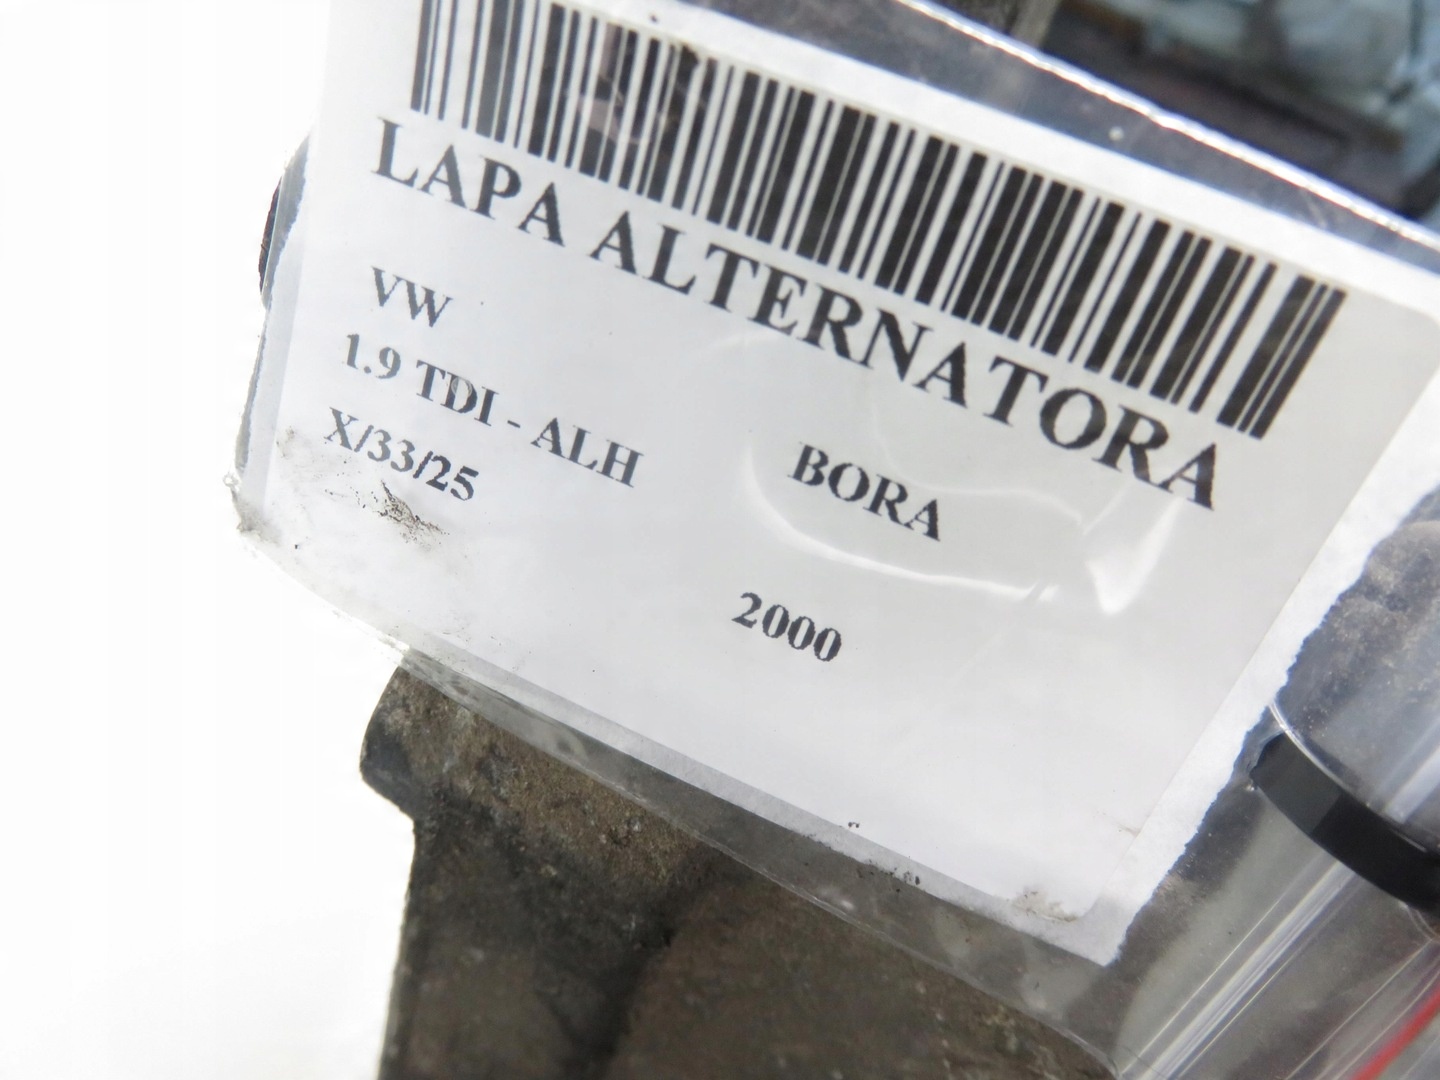 LAPA ALTERNATORA
VW
BORA
1.9 TDI - ALH
2000
X/33/25